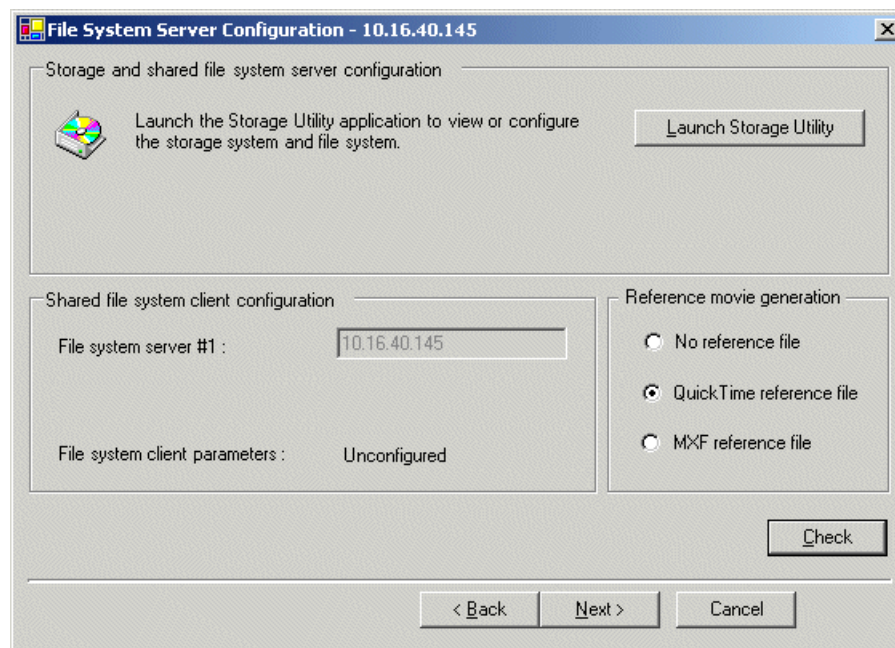 File System Server Configuration - 10.16.40.145
Storage and shared file system server configuration
Launch the Storage Utility application to view or configure
the storage system and file system.
Launch Storage Utility
Shared file system client configuration
File system server #1 :
10.16.40.145
File system client parameters :
Unconfigured
Reference movie generation
No reference file
QuickTime reference file
MXF reference file
Check
< Back
Next >
Cancel